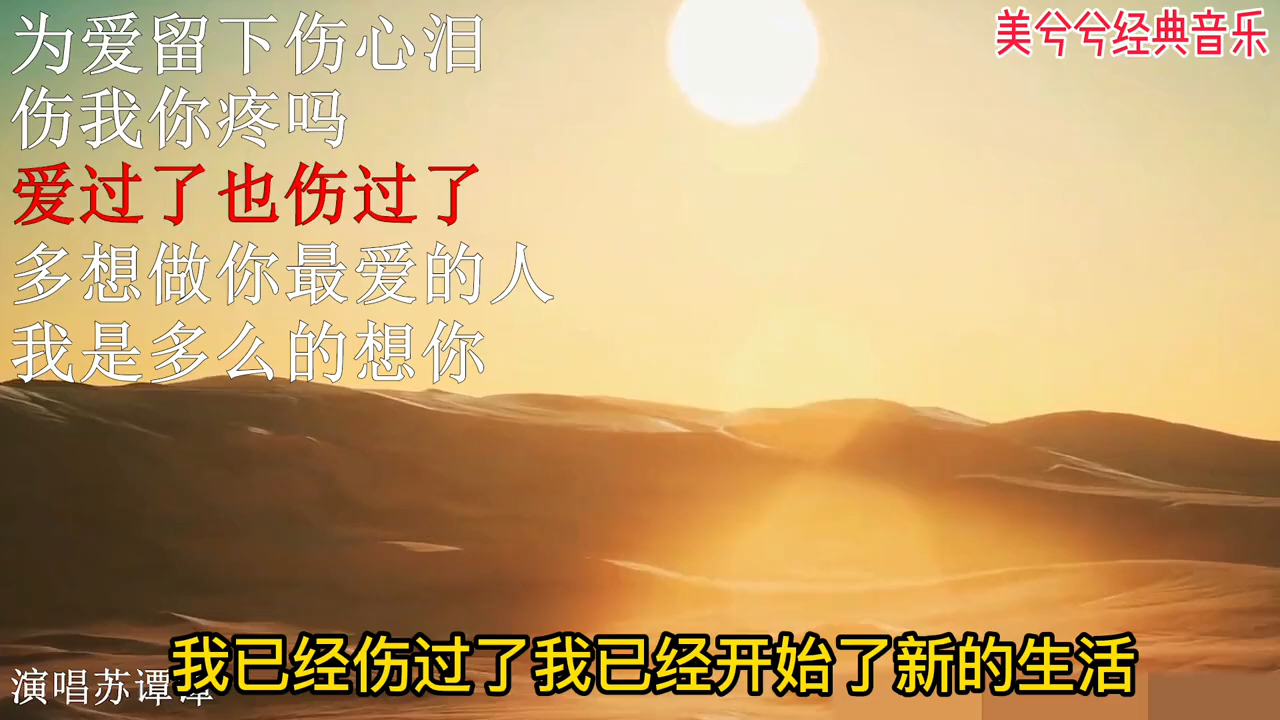 为爱留下伤心泪
美兮兮经典音乐
伤我你疼吗
爱过了也伤过了
多想做你最爱的人
我是多么的想你
我已经伤过了我已经开始了新的生活
演唱苏谭谭